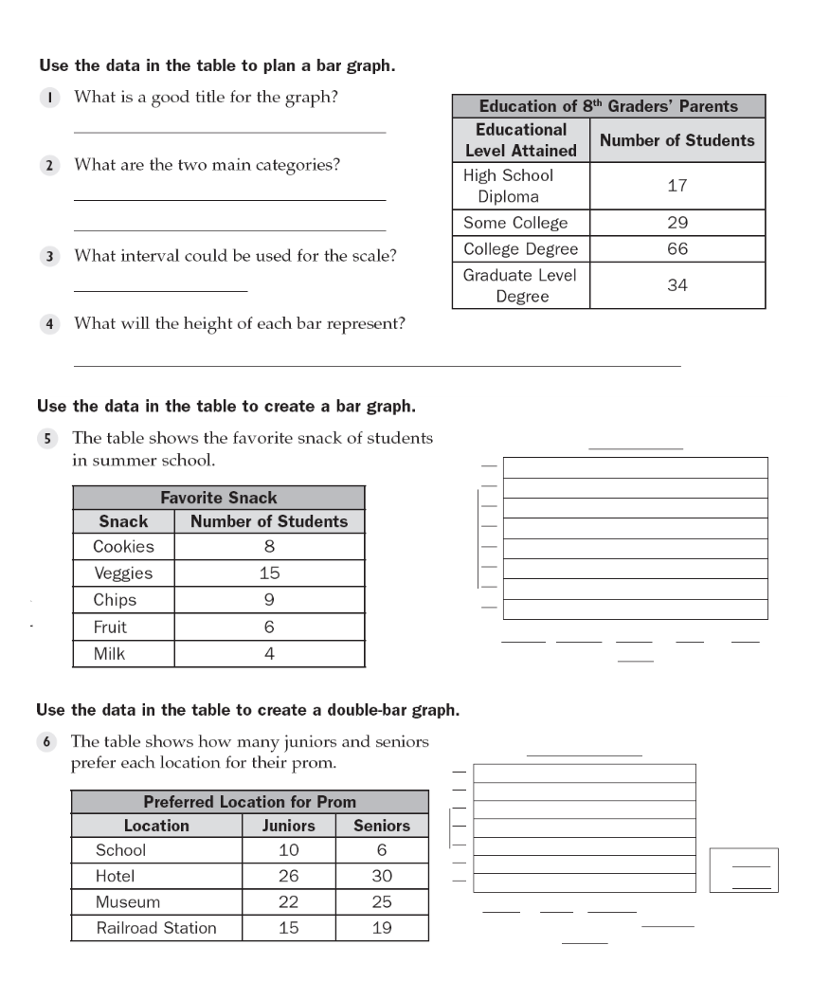 Use the data in the table to plan a bar graph.
1 What is a good title for the graph?
2 What are the two main categories?
3 What interval could be used for the scale?
4 What will the height of each bar represent?
Education of 8th Graders' Parents
Educational
Level Attained
Number of Students
High School
Diploma
17
Some College 29
College Degree 66
Graduate Level
Degree
34
Use the data in the table to create a bar graph.
5 The table shows the favorite snack of students
in summer school.
Favorite Snack
Snack Number of Students
Cookies 8
Veggies 15
Chips 9
Fruit 6
Milk 4
Use the data in the table to create a double-bar graph.
6 The table shows how many juniors and seniors
prefer each location for their prom.
Preferred Location for Prom
Location Juniors Seniors
School 10 6
Hotel 26 30
Museum 22 25
Railroad Station 15 19